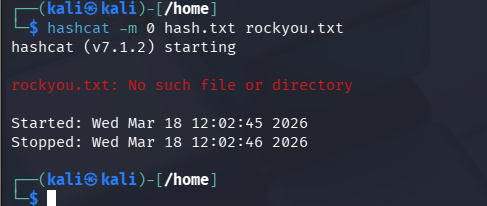 ┌──(kali㉿kali)-[/home]
└─$ hashcat -m 0 hash.txt rockyou.txt
hashcat (v7.1.2) starting
rockyou.txt: No such file or directory
Started: Wed Mar 18 12:02:45 2026
Stopped: Wed Mar 18 12:02:46 2026
┌──(kali㉿kali)-[/home]
└─$